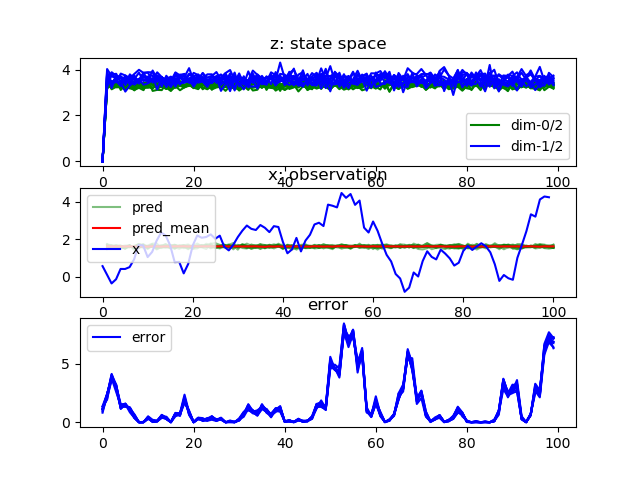 z: state space
4
2
0
dim-0/2
dim-1/2
0 20 40 60 80 100
x: observation
4
2
0
pred
pred_mean
x
0 20 40 60 80 100
error
5
0
error
0 20 40 60 80 100